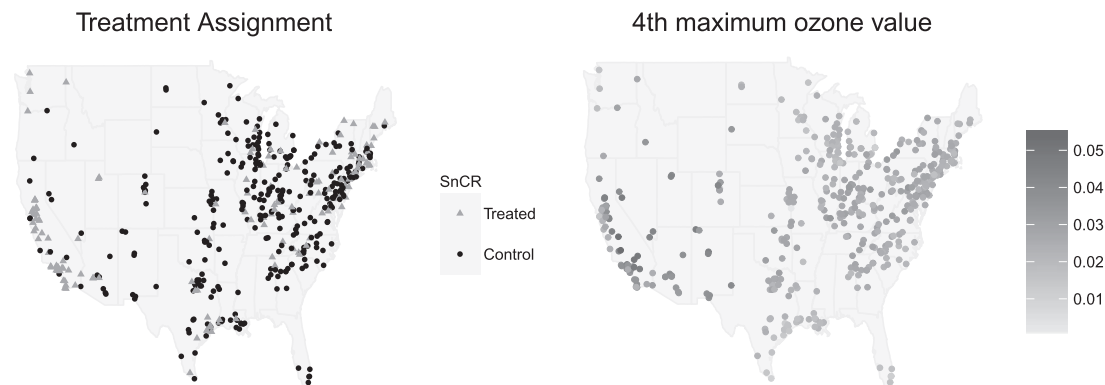 Treatment Assignment
SnCR
Treated
Control
4th maximum ozone value
0.05
0.04
0.03
0.02
0.01